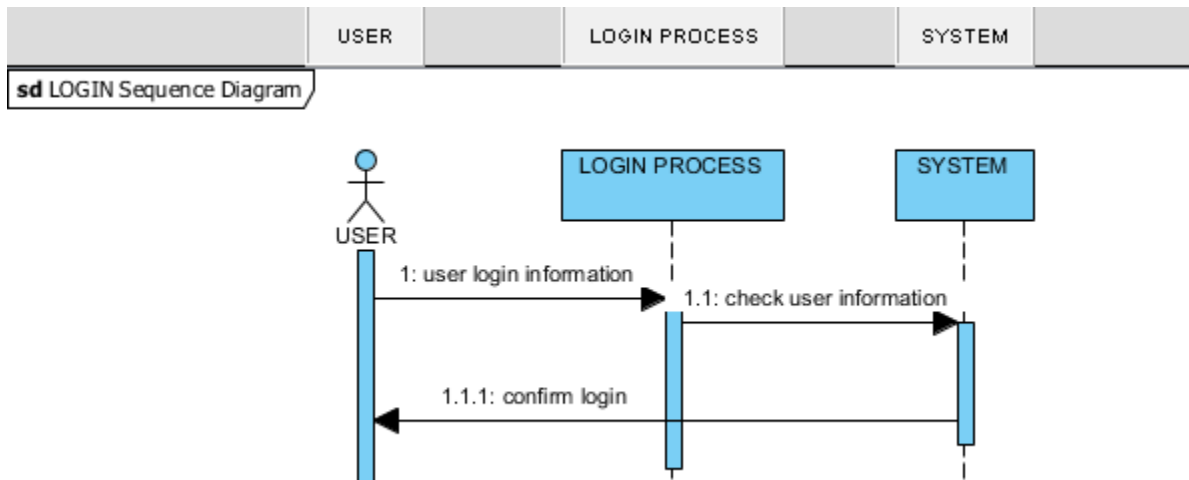 USER LOGIN PROCESS SYSTEM
sd LOGIN Sequence Diagram
LOGIN PROCESS SYSTEM
USER
1: user login information
1.1: check user information
1.1.1: confirm login